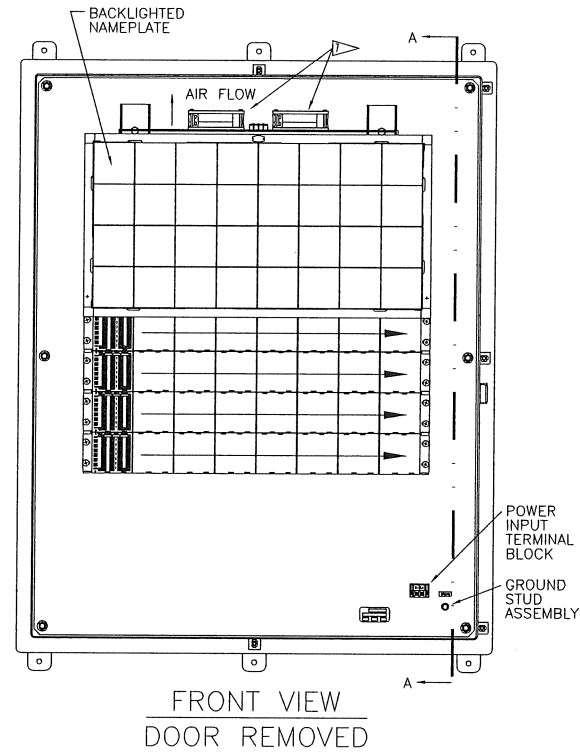 BACKLIGHTED
NAMEPLATE
1
A
AIR FLOW
POWER
INPUT
TERMINAL
BLOCK
GROUND
STUD
ASSEMBLY
A
FRONT VIEW
DOOR REMOVED